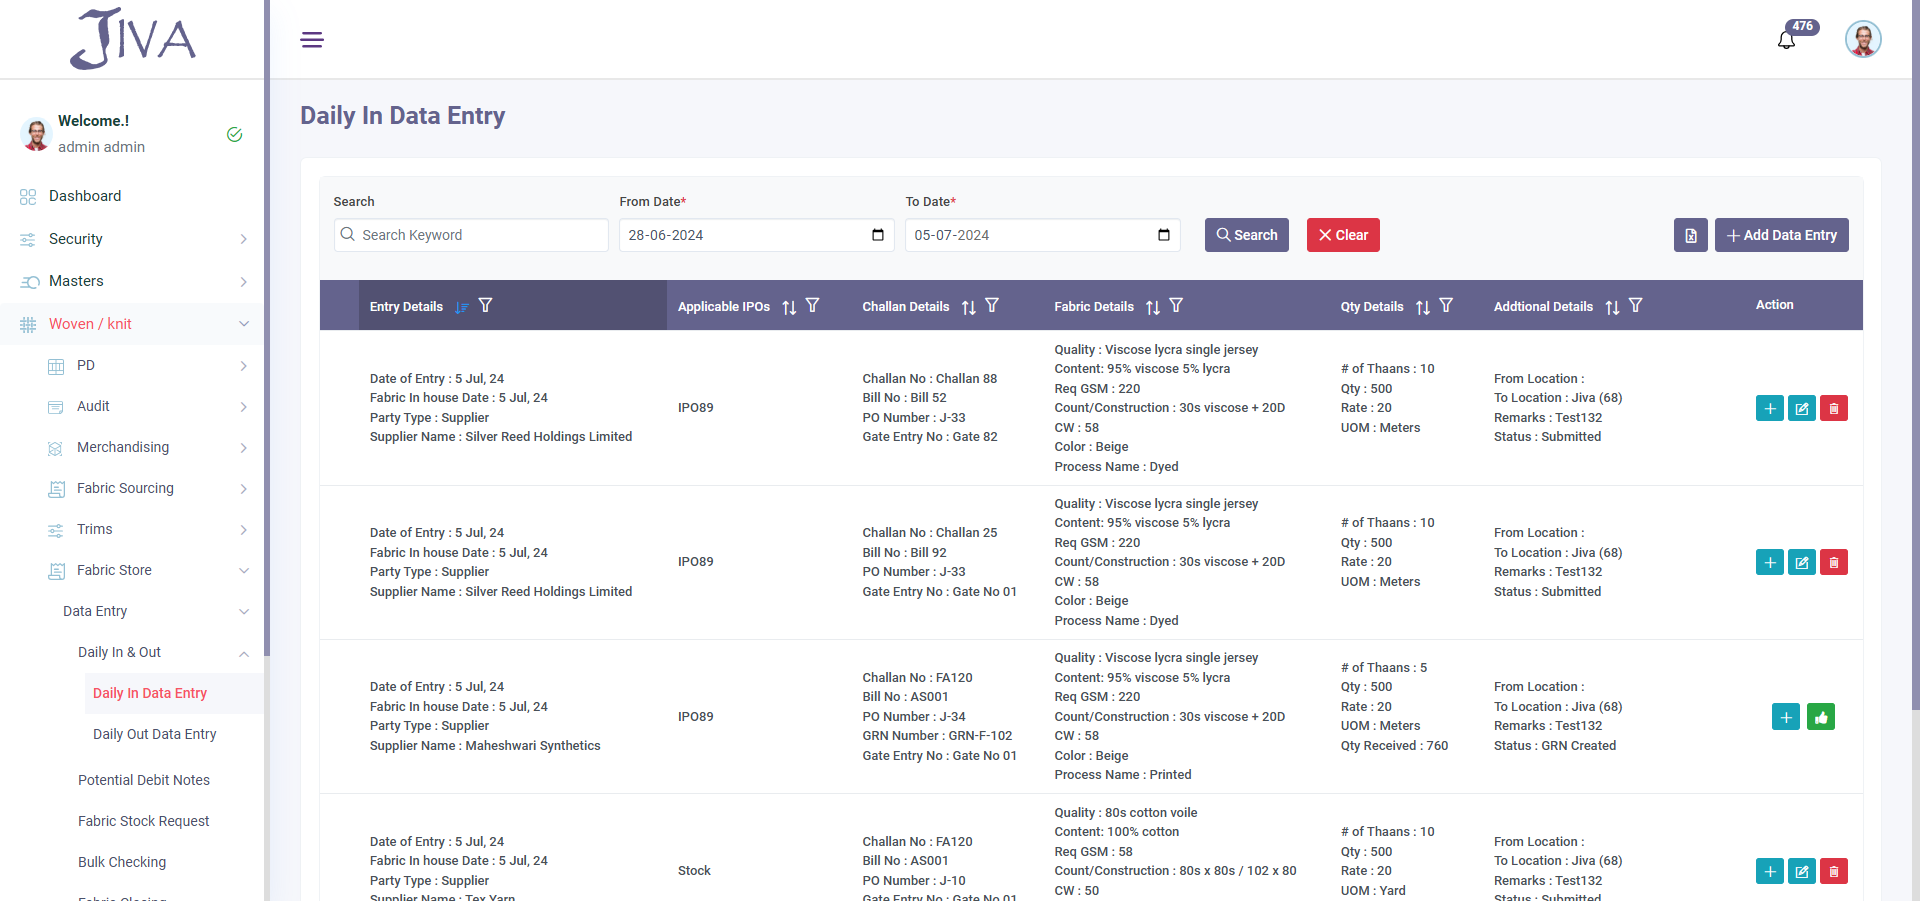 JIVA
476
Welcome.!
admin admin
Dashboard
Security
Masters
Woven / knit
PD
Audit
Merchandising
Fabric Sourcing
Trims
Fabric Store
Data Entry
Daily In & Out
Daily In Data Entry
Daily Out Data Entry
Potential Debit Notes
Fabric Stock Request
Bulk Checking
Fabric Closing
Daily In Data Entry
Search
From Date*
To Date*
Search Keyword
28-06-2024
05-07-2024
Search
Clear
Add Data Entry
Entry Details
Applicable IPOs
Challan Details
Fabric Details
Qty Details
Addtional Details
Action
Date of Entry : 5 Jul, 24
Fabric In house Date : 5 Jul, 24
Party Type : Supplier
Supplier Name : Silver Reed Holdings Limited
IPO89
Challan No : Challan 88
Bill No : Bill 52
PO Number : J-33
Gate Entry No : Gate 82
Quality : Viscose lycra single jersey
Content: 95% viscose 5% lycra
Req GSM : 220
Count/Construction : 30s viscose + 20D
CW : 58
Color : Beige
Process Name : Dyed
# of Thaans : 10
Qty : 500
Rate : 20
UOM : Meters
From Location :
To Location : Jiva (68)
Remarks : Test132
Status : Submitted
Date of Entry : 5 Jul, 24
Fabric In house Date : 5 Jul, 24
Party Type : Supplier
Supplier Name : Silver Reed Holdings Limited
IPO89
Challan No : Challan 25
Bill No : Bill 92
PO Number : J-33
Gate Entry No : Gate No 01
Quality : Viscose lycra single jersey
Content: 95% viscose 5% lycra
Req GSM : 220
Count/Construction : 30s viscose + 20D
CW : 58
Color : Beige
Process Name : Dyed
# of Thaans : 10
Qty : 500
Rate : 20
UOM : Meters
From Location :
To Location : Jiva (68)
Remarks : Test132
Status : Submitted
Date of Entry : 5 Jul, 24
Fabric In house Date : 5 Jul, 24
Party Type : Supplier
Supplier Name : Maheshwari Synthetics
IPO89
Challan No : FA120
Bill No : AS001
PO Number : J-34
GRN Number : GRN-F-102
Gate Entry No : Gate No 01
Quality : Viscose lycra single jersey
Content: 95% viscose 5% lycra
Req GSM : 220
Count/Construction : 30s viscose + 20D
CW : 58
Color : Beige
Process Name : Printed
# of Thaans : 5
Qty : 500
Rate : 20
UOM : Meters
Qty Received : 760
From Location :
To Location : Jiva (68)
Remarks : Test132
Status : GRN Created
Date of Entry : 5 Jul, 24
Fabric In house Date : 5 Jul, 24
Party Type : Supplier
Supplier Name : Tex Yarn
Stock
Challan No : FA120
Bill No : AS001
PO Number : J-10
Gate Entry No : Gate No 01
Quality : 80s cotton voile
Content: 100% cotton
Req GSM : 58
Count/Construction : 80s x 80s / 102 x 80
CW : 50
# of Thaans : 10
Qty : 500
Rate : 20
UOM : Yard
From Location :
To Location : Jiva (68)
Remarks : Test132
Status : Submitted